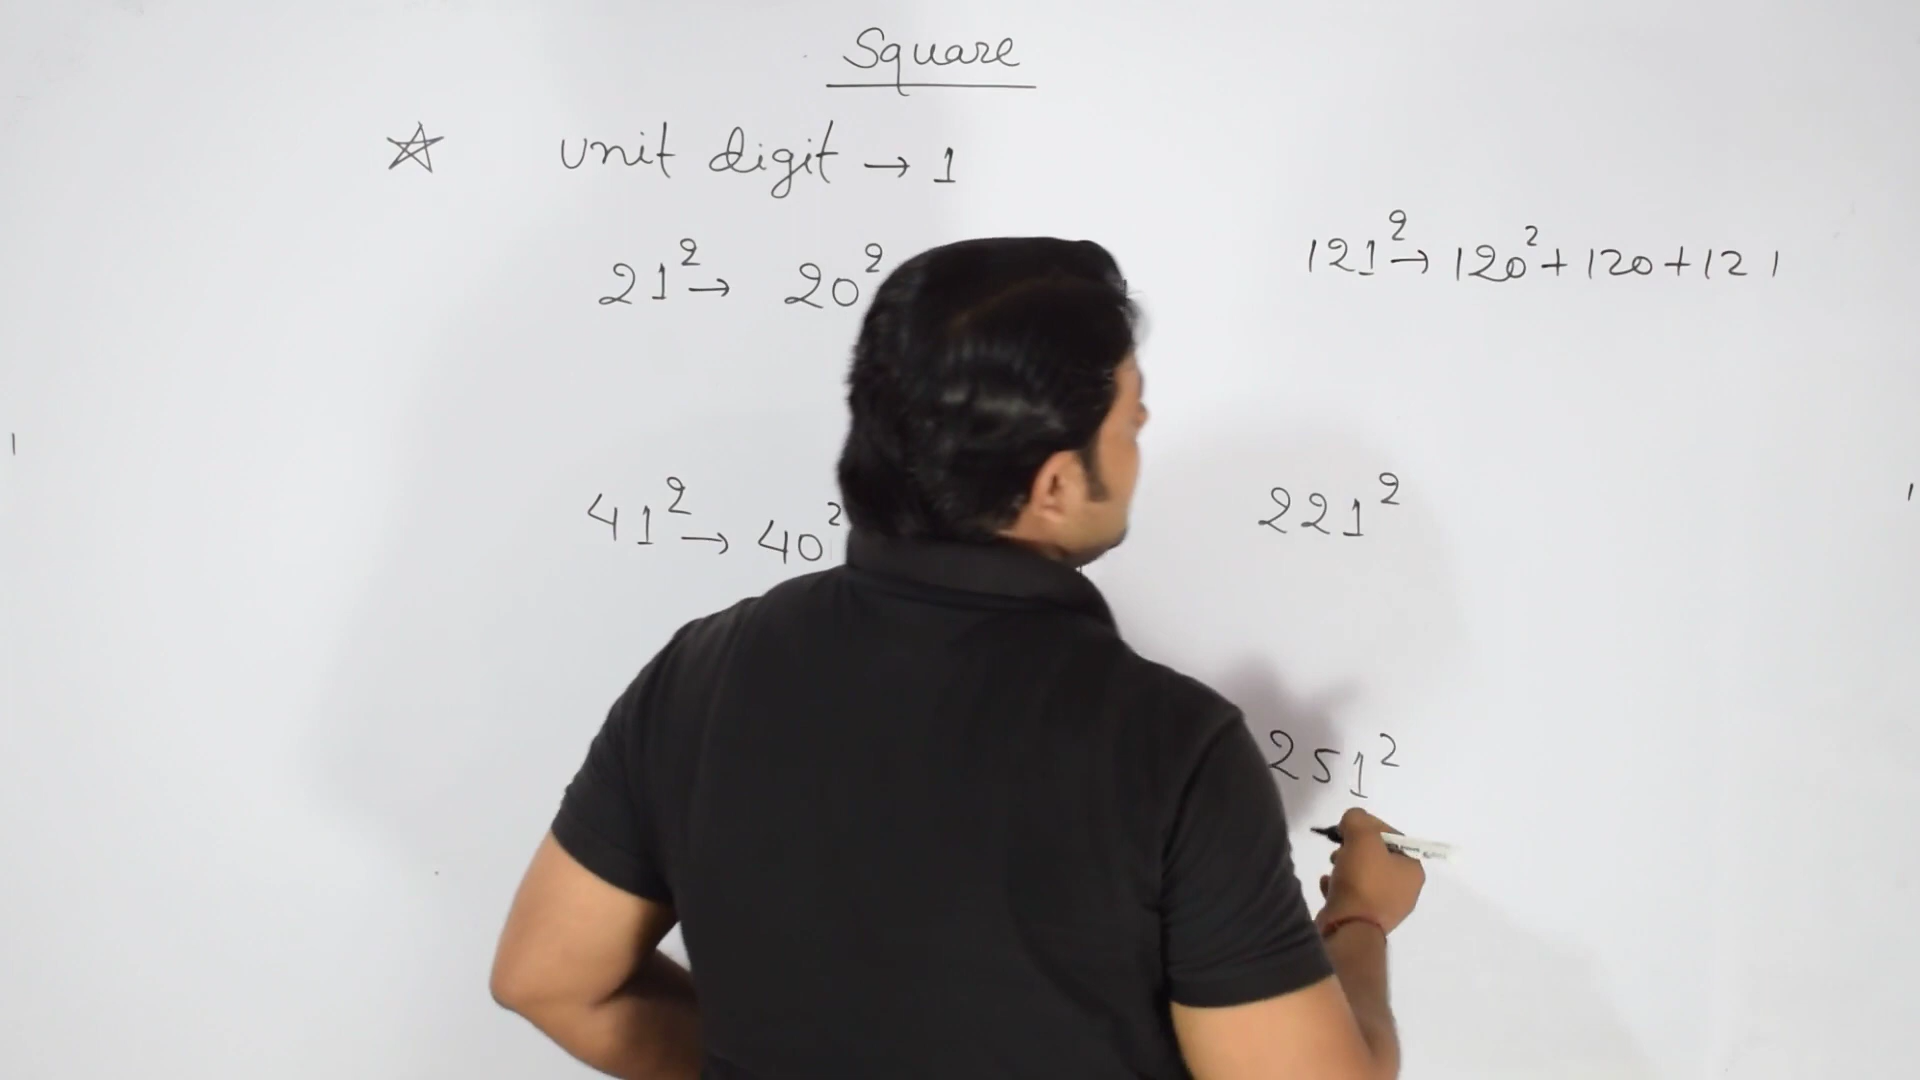 Square
☆ unit digit → 1
21² → 20²
121² → 120² + 120 + 121
41² → 40²
221²
251²